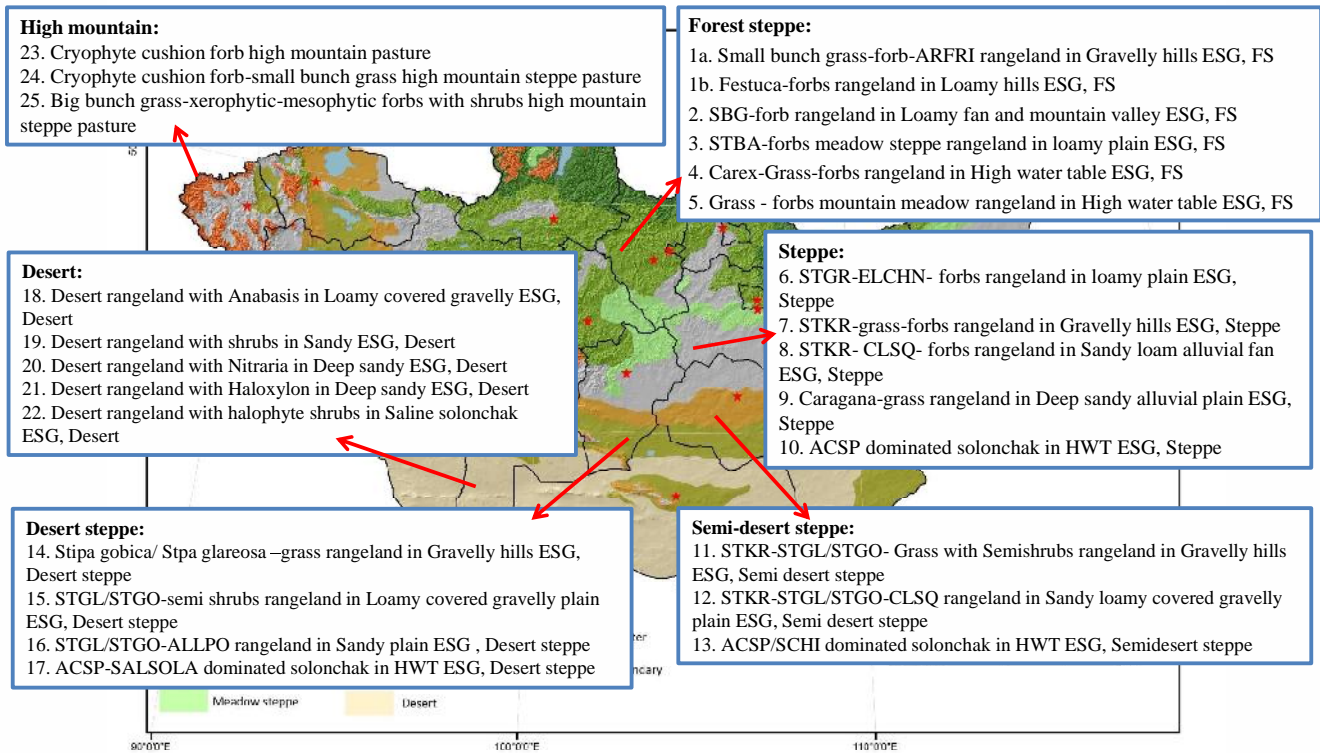 High mountain:
23. Cryophyte cushion forb high mountain pasture
24. Cryophyte cushion forb-small bunch grass high mountain steppe pasture
25. Big bunch grass-xerophytic-mesophytic forbs with shrubs high mountain
steppe pasture
Forest steppe:
1a. Small bunch grass-forb-ARFRI rangeland in Gravelly hills ESG, FS
1b. Festuca-forbs rangeland in Loamy hills ESG, FS
2. SBG-forb rangeland in Loamy fan and mountain valley ESG, FS
3. STBA-forbs meadow steppe rangeland in loamy plain ESG, FS
4. Carex-Grass-forbs rangeland in High water table ESG, FS
5. Grass - forbs mountain meadow rangeland in High water table ESG, FS
Desert:
18. Desert rangeland with Anabasis in Loamy covered gravelly ESG,
Desert
19. Desert rangeland with shrubs in Sandy ESG, Desert
20. Desert rangeland with Nitraria in Deep sandy ESG, Desert
21. Desert rangeland with Haloxylon in Deep sandy ESG, Desert
22. Desert rangeland with halophyte shrubs in Saline solonchak
ESG, Desert
Steppe:
6. STGR-ELCHN- forbs rangeland in loamy plain ESG,
Steppe
7. STKR-grass-forbs rangeland in Gravelly hills ESG, Steppe
8. STKR- CLSQ- forbs rangeland in Sandy loam alluvial fan
ESG, Steppe
9. Caragana-grass rangeland in Deep sandy alluvial plain ESG,
Steppe
10. ACSP dominated solonchak in HWT ESG, Steppe
Desert steppe:
14. Stipa gobica/ Stpa glareosa –grass rangeland in Gravelly hills ESG,
Desert steppe
15. STGL/STGO-semi shrubs rangeland in Loamy covered gravelly plain
ESG, Desert steppe
16. STGL/STGO-ALLPO rangeland in Sandy plain ESG , Desert steppe
17. ACSP-SALSOLA dominated solonchak in HWT ESG, Desert steppe
Semi-desert steppe:
11. STKR-STGL/STGO- Grass with Semishrubs rangeland in Gravelly hills
ESG, Semi desert steppe
12. STKR-STGL/STGO-CLSQ rangeland in Sandy loamy covered gravelly
plain ESG, Semi desert steppe
13. ACSP/SCHI dominated solonchak in HWT ESG, Semidesert steppe
Meadow steppe
Desert
90°0'0"E
100°0'0"E
110°0'0"E